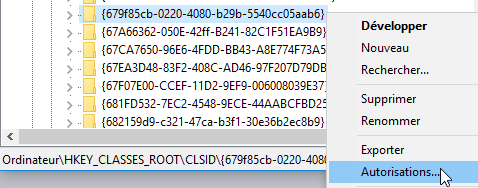 {679f85cb-0220-4080-b29b-5540cc05aab6}
{67A66362-050E-42ff-B241-82C1F51EA9B9}
{67CA7650-96E6-4FDD-BB43-A8E774F73A5
{67EA3D48-83F2-408C-AD46-97F207D79DB
{67F07E00-CCEF-11D2-9EF9-006008039E37}
{681FD532-7EC2-4548-9ECE-44AABCFBD25
{682159d9-c321-47ca-b3f1-30e36b2ec8b9}
Ordinateur\HKEY_CLASSES_ROOT\CLSID\{679f85cb-0220-4080
Développer
Nouveau
Rechercher...
Supprimer
Renommer
Exporter
Autorisations...